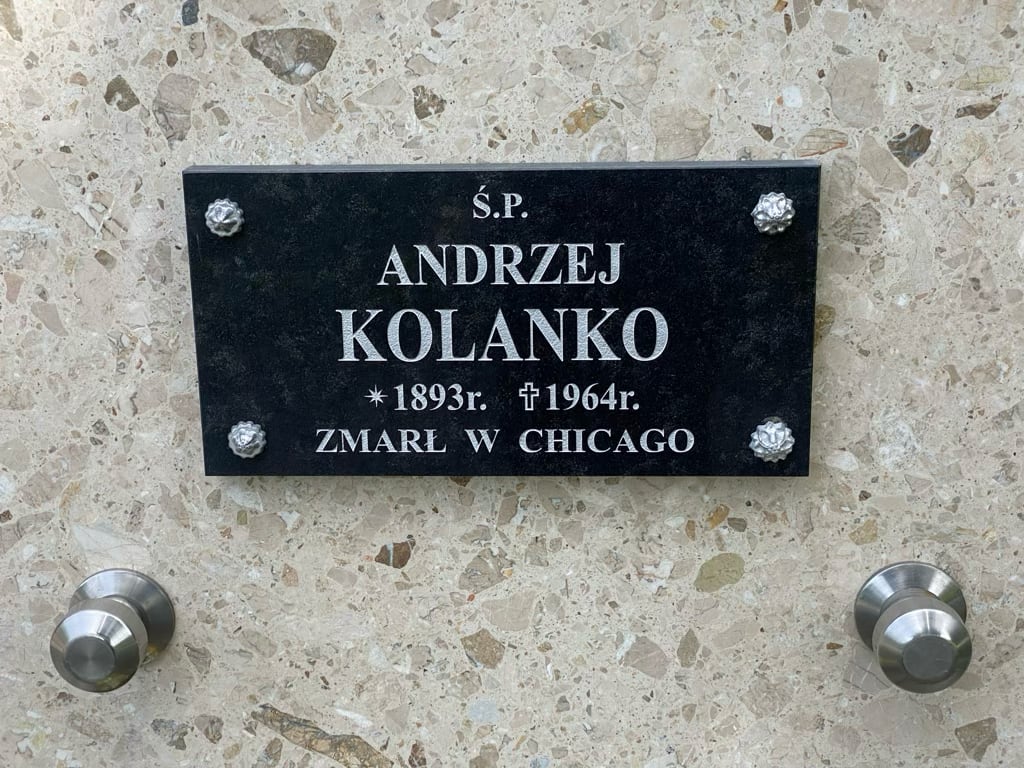 Ś.P.
ANDRZEJ
KOLANKO
✴1893r. ✝1964r.
ZMARŁ W CHICAGO